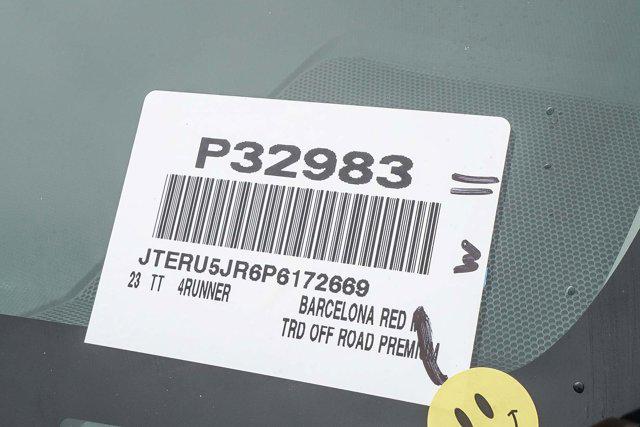 P32983
JTERU5JR6P6172669
23 TT 4RUNNER
BARCELONA RED
TRD OFF ROAD